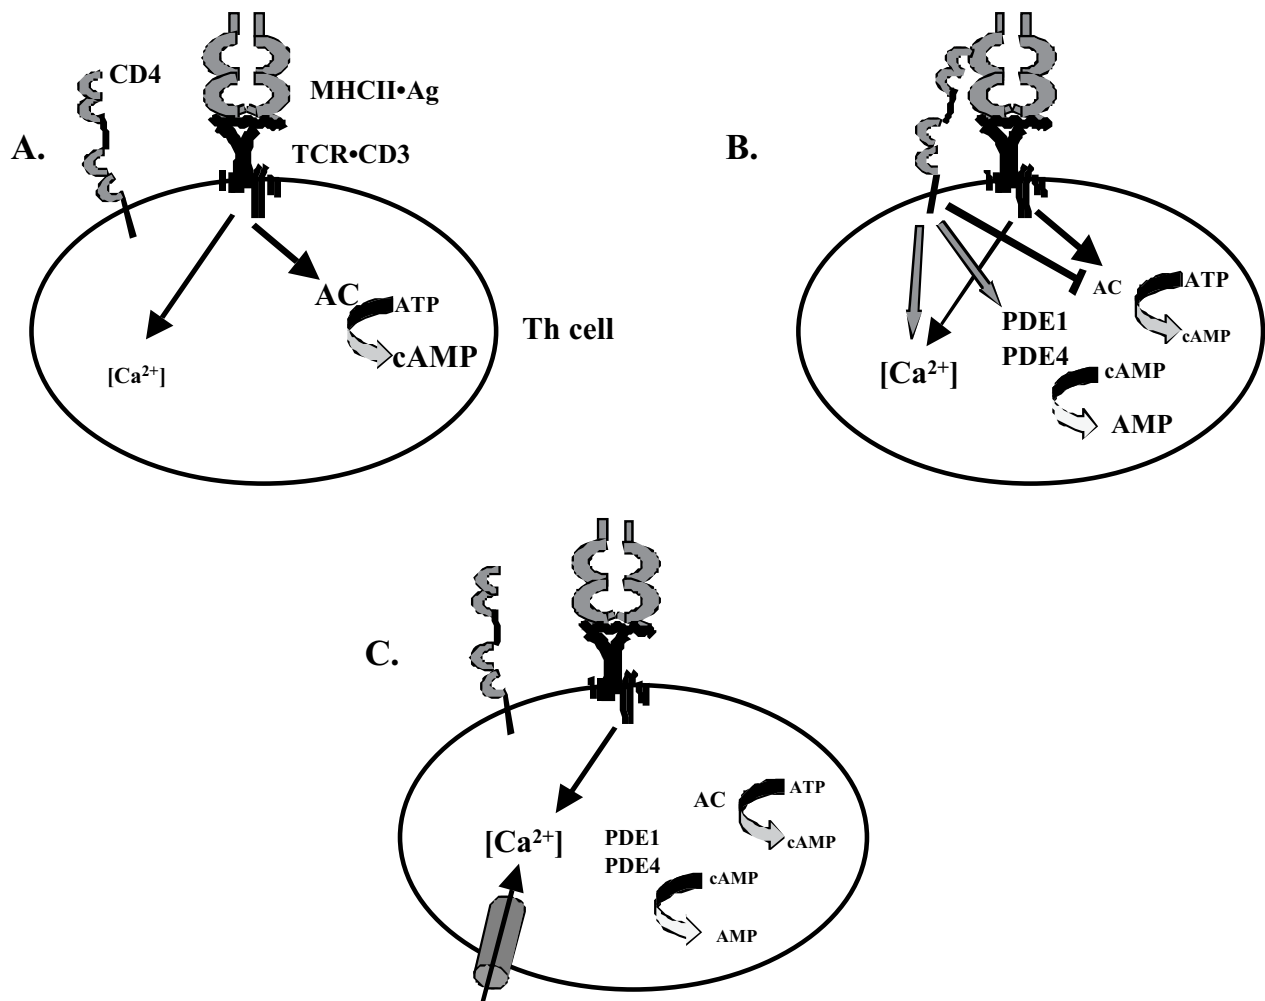 A.
CD4
MHCII•Ag
TCR•CD3
AC
ATP
cAMP
[Ca²⁺]
Th cell
B.
AC
ATP
cAMP
PDE1
PDE4
[Ca²⁺]
cAMP
AMP
C.
AC
ATP
cAMP
[Ca²⁺]
PDE1
PDE4
cAMP
AMP